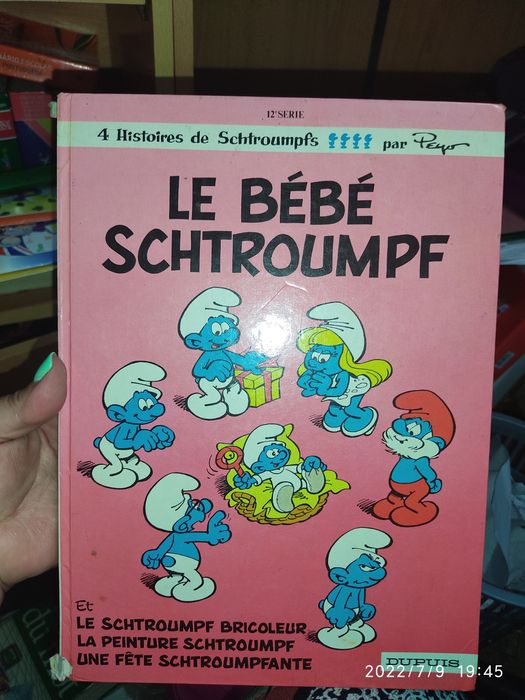 12e SERIE
4 Histoires de Schtroumpfs par Peyo
LE BÉBÉ
SCHTROUMPF
Et
LE SCHTROUMPF BRICOLEUR
LA PEINTURE SCHTROUMPF
UNE FÊTE SCHTROUMPFANTE
DUPUIS
2022/7/9 19:45